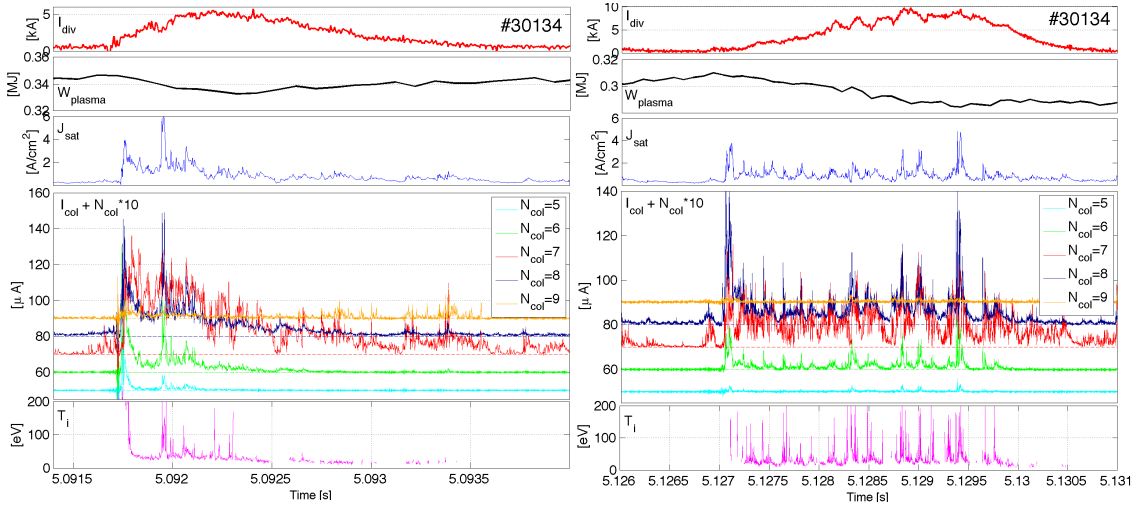 I_div
#30134
[kA]
5
0
W_plasma
[MJ]
0.36
0.34
0.32
J_sat
[A/cm²]
6
4
2
I_col + N_col*10
[μ A]
160
140
120
100
80
60
N_col=5
N_col=6
N_col=7
N_col=8
N_col=9
T_i
[eV]
200
100
0
5.0915 5.092 5.0925 5.093 5.0935
Time [s]
I_div
#30134
[kA]
10
5
0
W_plasma
[MJ]
0.32
0.3
J_sat
[A/cm²]
6
4
2
0
I_col + N_col*10
[μ A]
140
120
100
80
60
N_col=5
N_col=6
N_col=7
N_col=8
N_col=9
T_i
[eV]
200
100
0
5.126 5.1265 5.127 5.1275 5.128 5.1285 5.129 5.1295 5.13 5.1305 5.131
Time [s]